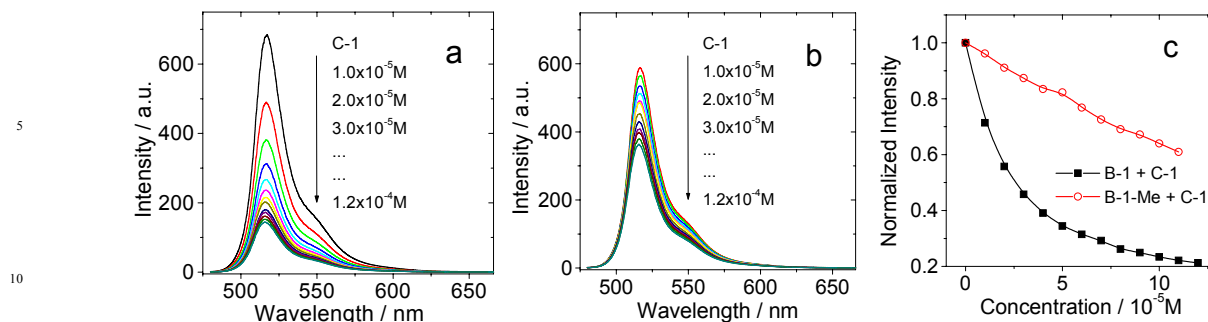 5
10
a
Intensity / a.u.
600
400
200
0
C-1
1.0x10⁻⁵M
2.0x10⁻⁵M
3.0x10⁻⁵M
...
...
1.2x10⁻⁴M
500 550 600 650
Wavelength / nm
b
Intensity / a.u.
600
400
200
0
C-1
1.0x10⁻⁵M
2.0x10⁻⁵M
3.0x10⁻⁵M
...
...
1.2x10⁻⁴M
500 550 600 650
Wavelength / nm
c
Normalized Intensity
1.0
0.8
0.6
0.4
0.2
B-1 + C-1
B-1-Me + C-1
0 5 10
Concentration / 10⁻⁵M